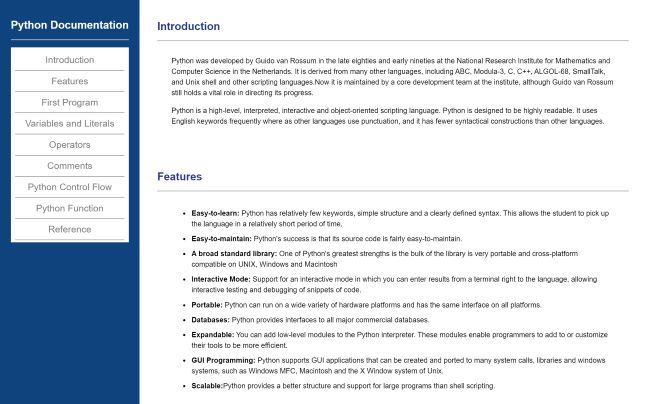 Python Documentation
Introduction
Features
First Program
Variables and Literals
Operators
Comments
Python Control Flow
Python Function
Reference
Introduction
Python was developed by Guido van Rossum in the late eighties and early nineties at the National Research Institute for Mathematics and
Computer Science in the Netherlands. It is derived from many other languages, including ABC, Modula-3, C, C++, ALGOL-68, SmallTalk,
and Unix shell and other scripting languages.Now it is maintained by a core development team at the institute, although Guido van Rossum
still holds a vital role in directing its progress.
Python is a high-level, interpreted, interactive and object-oriented scripting language. Python is designed to be highly readable. It uses
English keywords frequently where as other languages use punctuation, and it has fewer syntactical constructions than other languages.
Features
• Easy-to-learn: Python has relatively few keywords, simple structure and a clearly defined syntax. This allows the student to pick up
the language in a relatively short period of time.
• Easy-to-maintain: Python's success is that its source code is fairly easy-to-maintain.
• A broad standard library: One of Python's greatest strengths is the bulk of the library is very portable and cross-platform
compatible on UNIX, Windows and Macintosh
• Interactive Mode: Support for an interactive mode in which you can enter results from a terminal right to the language, allowing
interactive testing and debugging of snippets of code.
• Portable: Python can run on a wide variety of hardware platforms and has the same interface on all platforms.
• Databases: Python provides interfaces to all major commercial databases.
• Expandable: You can add low-level modules to the Python interpreter. These modules enable programmers to add to or customize
their tools to be more efficient.
• GUI Programming: Python supports GUI applications that can be created and ported to many system calls, libraries and windows
systems, such as Windows MFC, Macintosh and the X Window system of Unix.
• Scalable:Python provides a better structure and support for large programs than shell scripting.